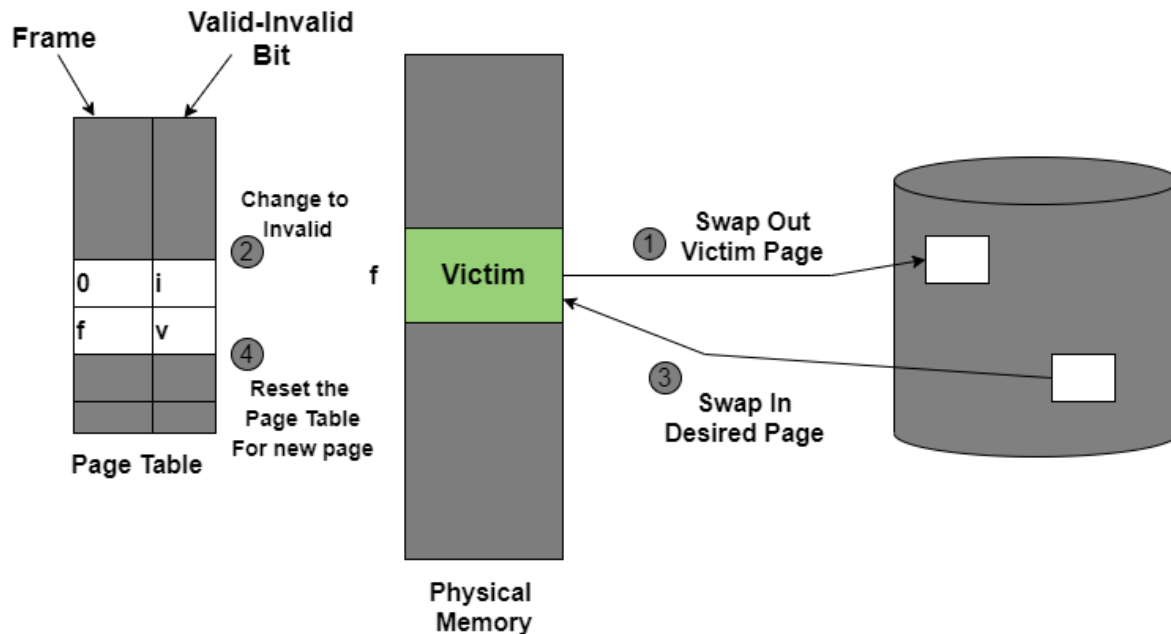 Frame
Valid-Invalid
Bit
Change to
Invalid
2
0 i
f v
4
Reset the
Page Table
For new page
Page Table
f
Victim
Physical
Memory
1
Swap Out
Victim Page
3
Swap In
Desired Page